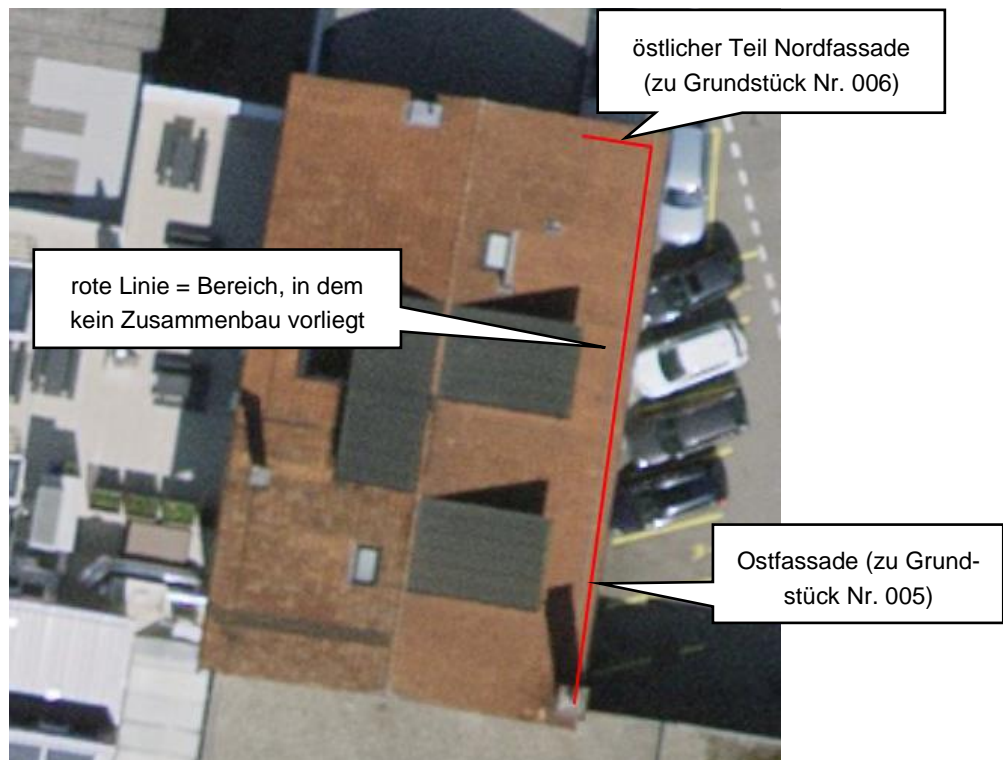 östlicher Teil Nordfassade
(zu Grundstück Nr. 006)
rote Linie = Bereich, in dem
kein Zusammenbau vorliegt
Ostfassade (zu Grund-
stück Nr. 005)